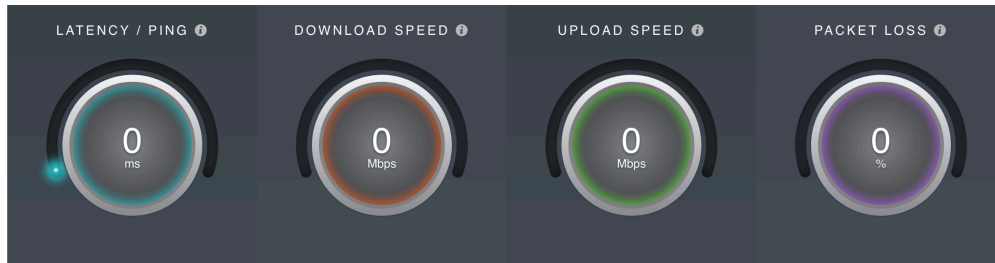 LATENCY / PING i
0
ms
DOWNLOAD SPEED i
0
Mbps
UPLOAD SPEED i
0
Mbps
PACKET LOSS i
0
%